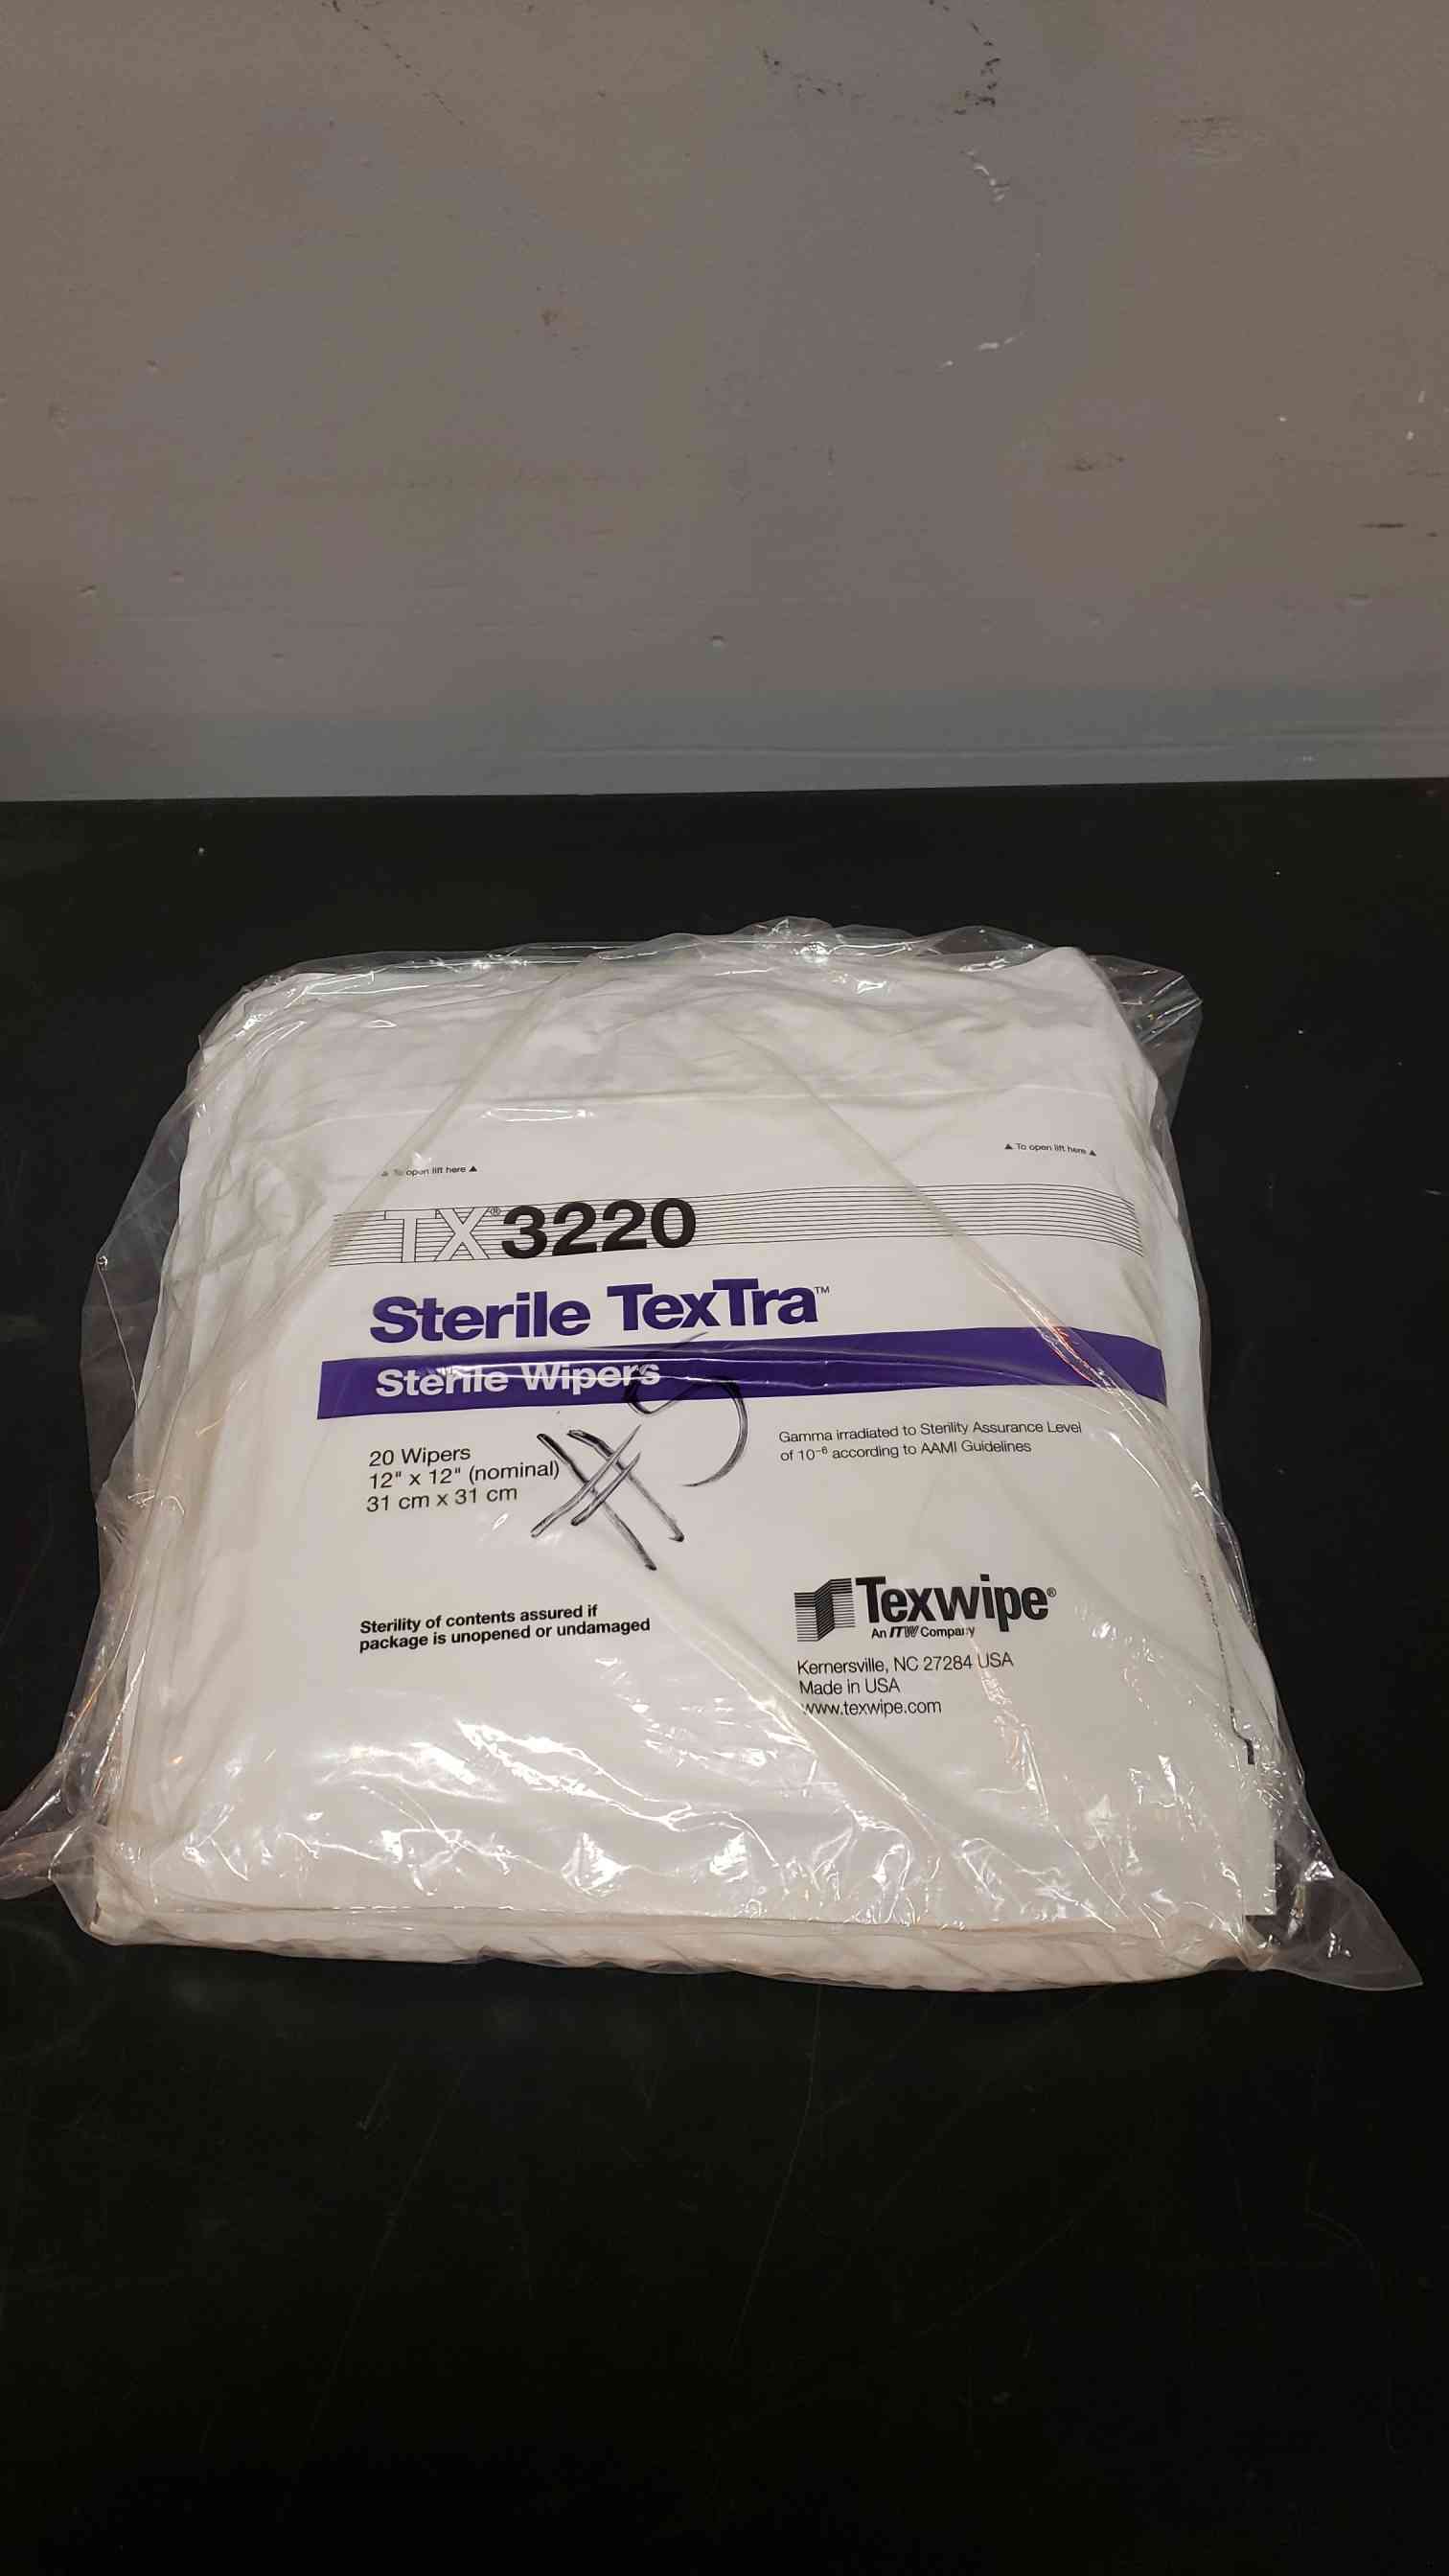 ▲ To open lift here ▲
▲ To open lift here ▲
TX®3220
Sterile TexTra™
Sterile Wipers
20 Wipers
12" x 12" (nominal)
31 cm x 31 cm
Gamma irradiated to Sterility Assurance Level
of 10⁻⁶ according to AAMI Guidelines
Sterility of contents assured if
package is unopened or undamaged
Texwipe®
An ITW Company
Kernersville, NC 27284 USA
Made in USA
www.texwipe.com